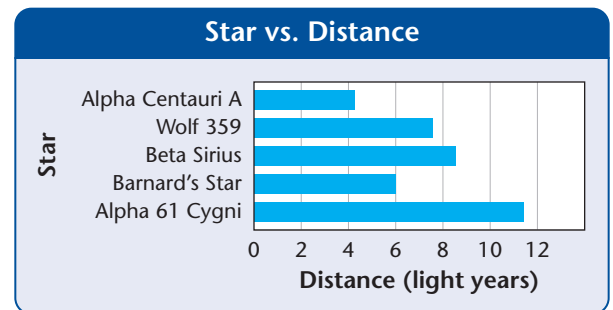 Star vs. Distance
Star
Alpha Centauri A
Wolf 359
Beta Sirius
Barnard's Star
Alpha 61 Cygni
0 2 4 6 8 10 12
Distance (light years)